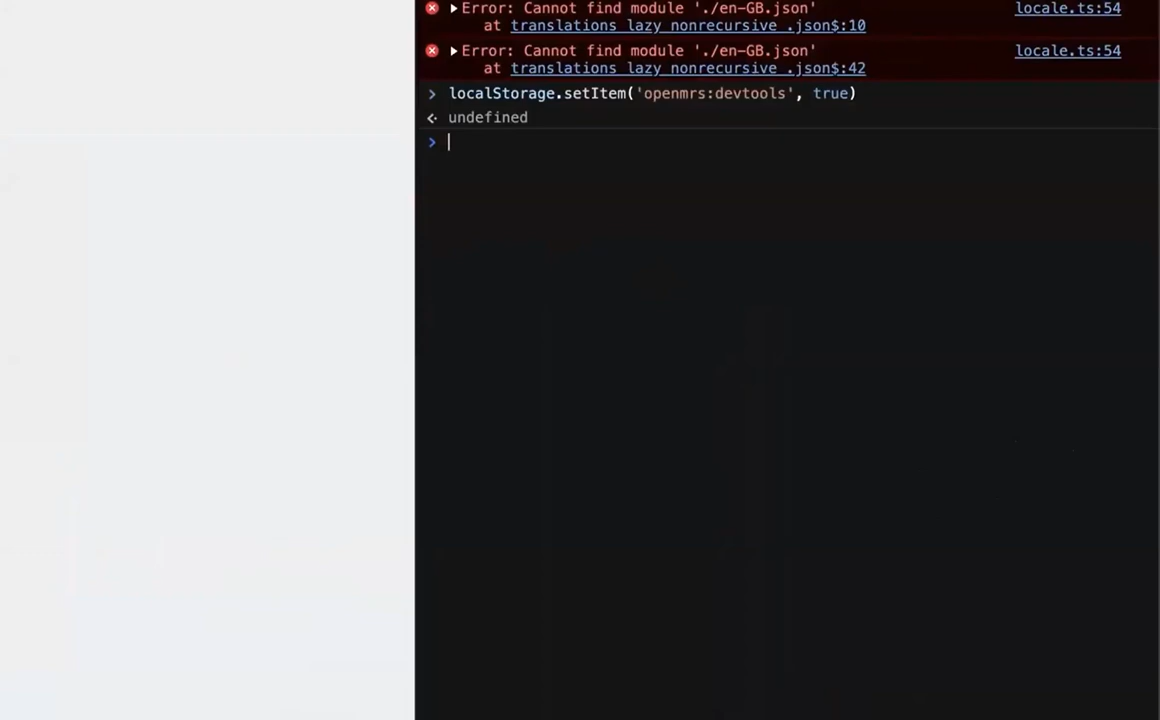 Error: Cannot find module './en-GB.json' locale.ts:54
at translations lazy nonrecursive .json$:10
Error: Cannot find module './en-GB.json' locale.ts:54
at translations lazy nonrecursive .json$:42
> localStorage.setItem('openmrs:devtools', true)
undefined
>